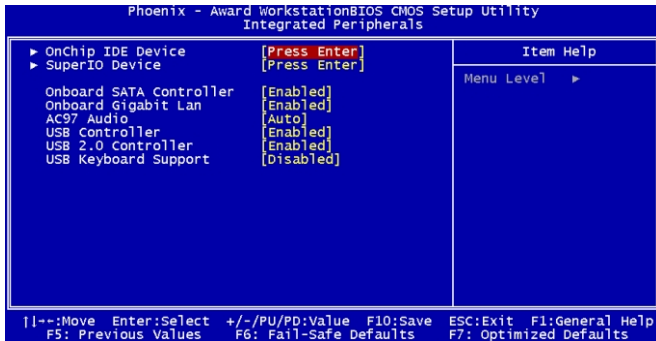 Phoenix - Award WorkstationBIOS CMOS Setup Utility
Integrated Peripherals
► OnChip IDE Device [Press Enter]
► SuperIO Device [Press Enter]
Onboard SATA Controller [Enabled]
Onboard Gigabit Lan [Enabled]
AC97 Audio [Auto]
USB Controller [Enabled]
USB 2.0 Controller [Enabled]
USB Keyboard Support [Disabled]
Item Help
Menu Level ►
↑↓→←:Move Enter:Select +/-/PU/PD:Value F10:Save ESC:Exit F1:General Help
F5: Previous Values F6: Fail-Safe Defaults F7: Optimized Defaults